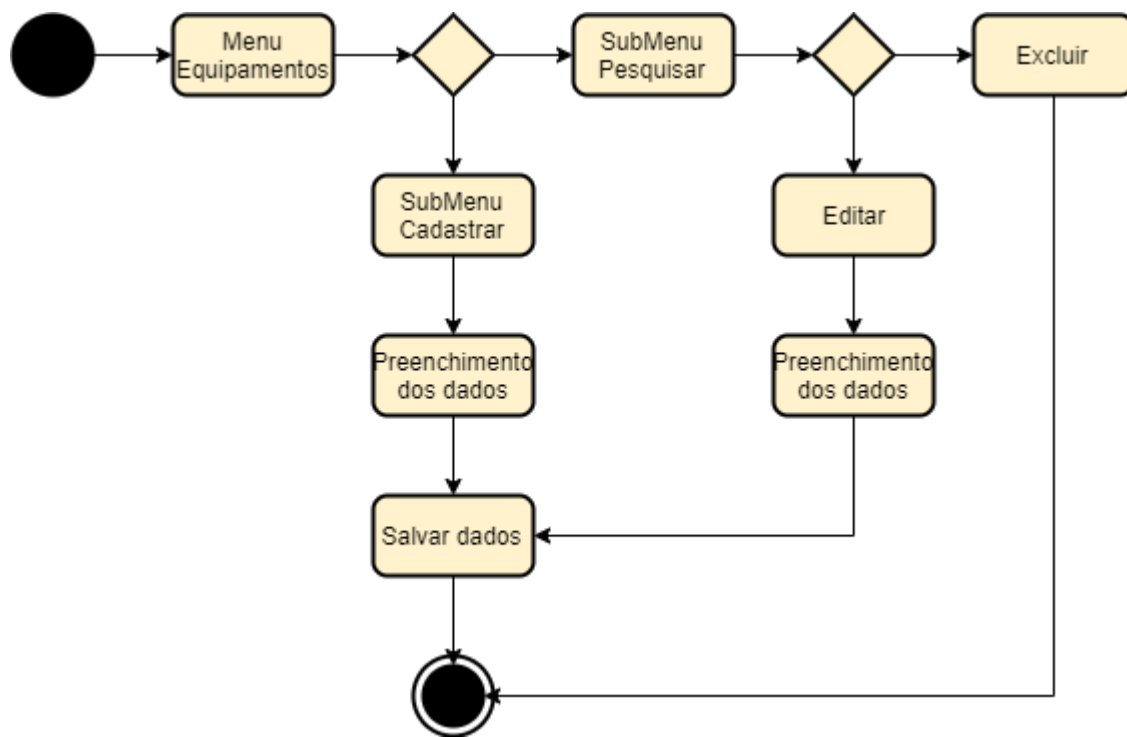 Menu
Equipamentos
SubMenu
Pesquisar
Excluir
SubMenu
Cadastrar
Editar
Preenchimento
dos dados
Preenchimento
dos dados
Salvar dados